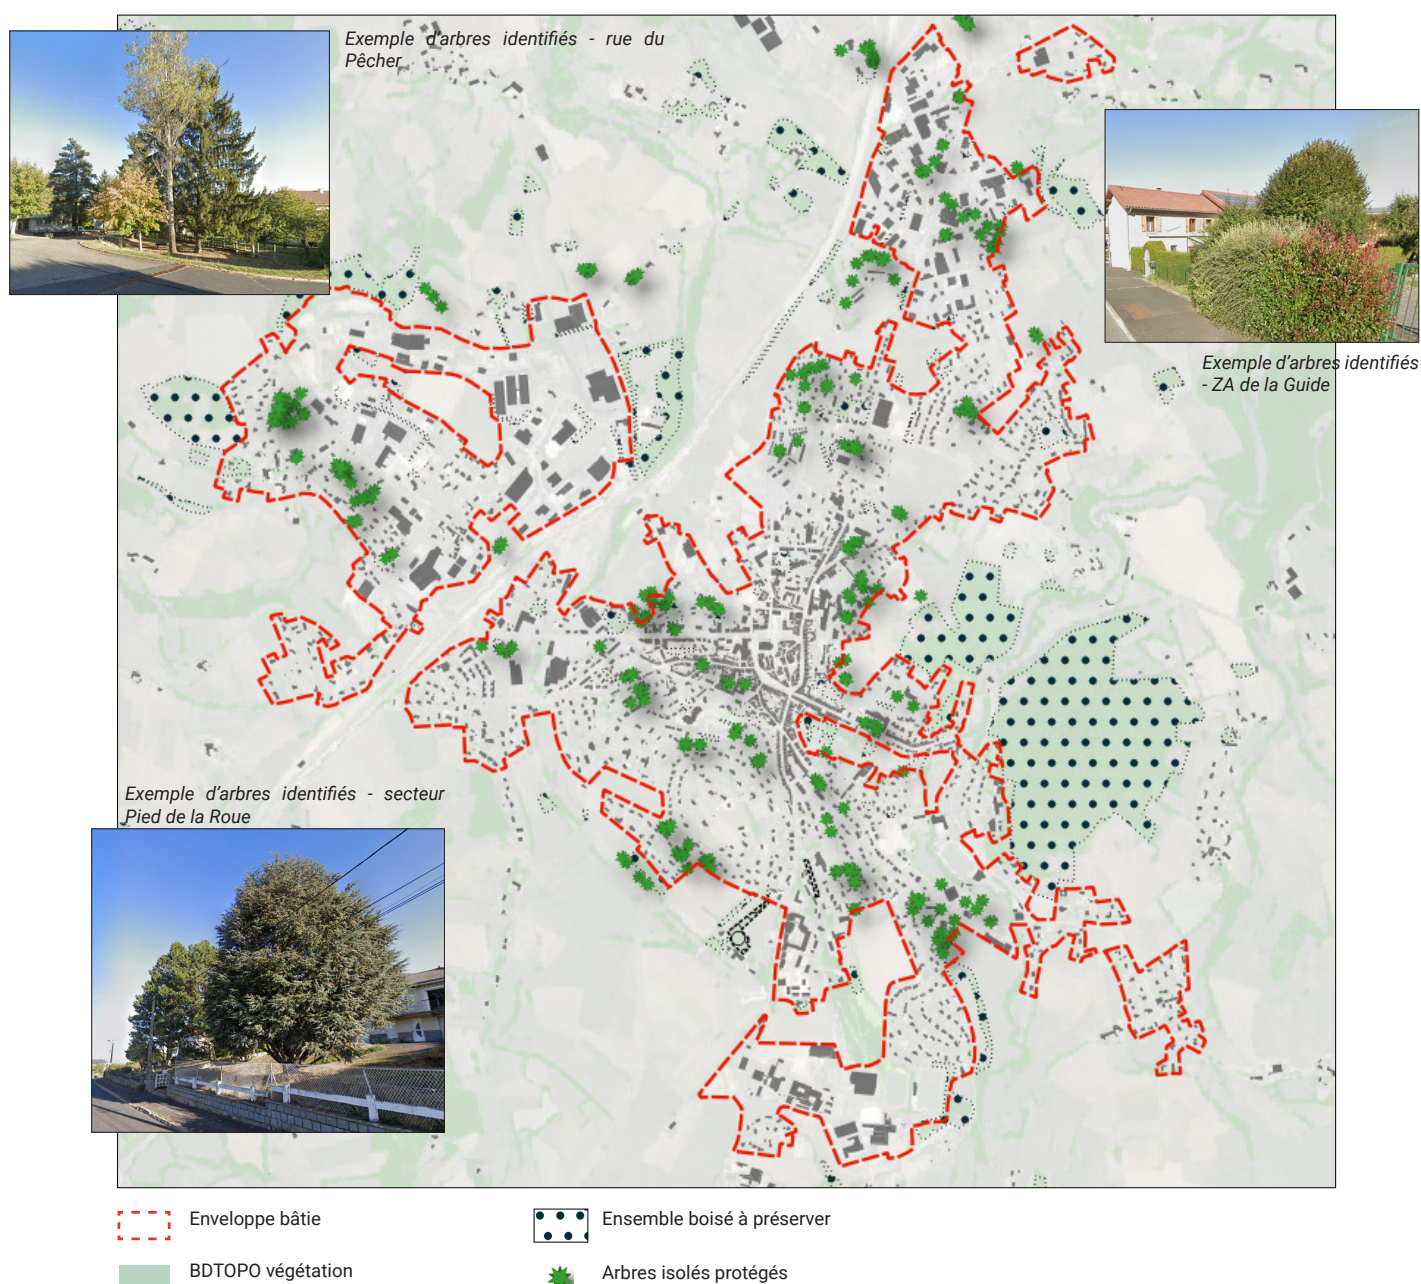 Exemple d'arbres identifiés - rue du
Pêcher
Exemple d'arbres identifiés
- ZA de la Guide
Exemple d'arbres identifiés - secteur
Pied de la Roue
Enveloppe bâtie
Ensemble boisé à préserver
BDTOPO végétation
Arbres isolés protégés